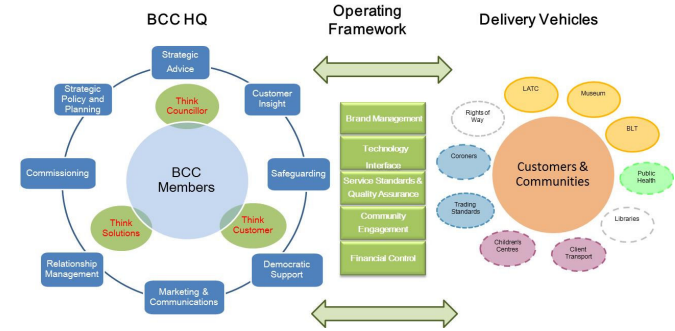 BCC HQ
Operating
Framework
Delivery Vehicles
Strategic
Advice
Strategic
Policy and
Planning
Think
Councillor
Customer
Insight
Commissioning
BCC
Members
Safeguarding
Think
Solutions
Think
Customer
Relationship
Management
Democratic
Support
Marketing &
Communications
Brand Management
Technology
Interface
Service Standards &
Quality Assurance
Community
Engagement
Financial Control
LATC
Museum
Rights of
Way
BLT
Coroners
Customers &
Communities
Public
Health
Trading
Standards
Libraries
Children's
Centres
Client
Transport